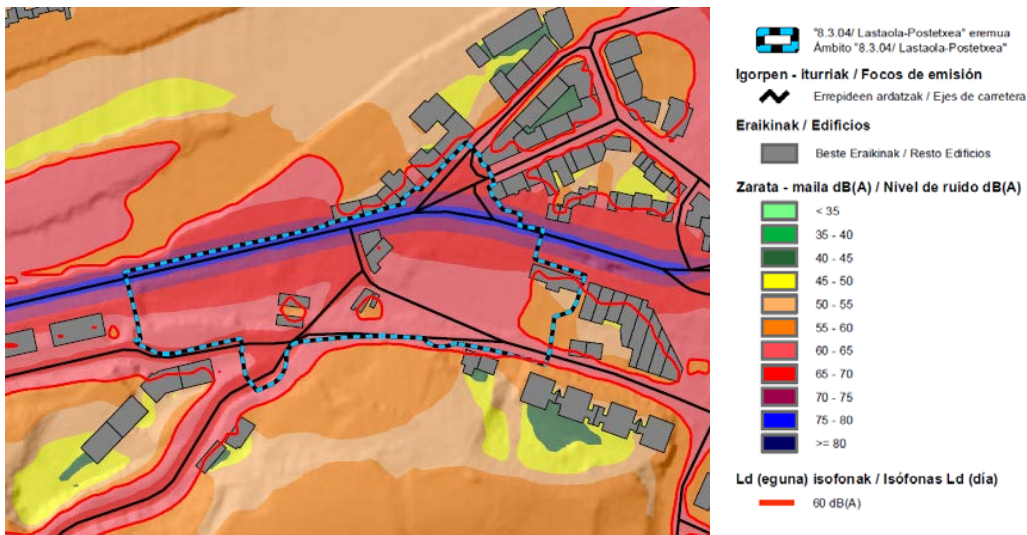 "8.3.04/ Lastaola-Postetxea" eremua
Ámbito "8.3.04/ Lastaola-Postetxea"
Igorpen - iturriak / Focos de emisión
Errepideen ardatzak / Ejes de carretera
Eraikinak / Edificios
Beste Eraikinak / Resto Edificios
Zarata - maila dB(A) / Nivel de ruido dB(A)
< 35
35 - 40
40 - 45
45 - 50
50 - 55
55 - 60
60 - 65
65 - 70
70 - 75
75 - 80
>= 80
Ld (eguna) isofonak / Isófonas Ld (día)
60 dB(A)